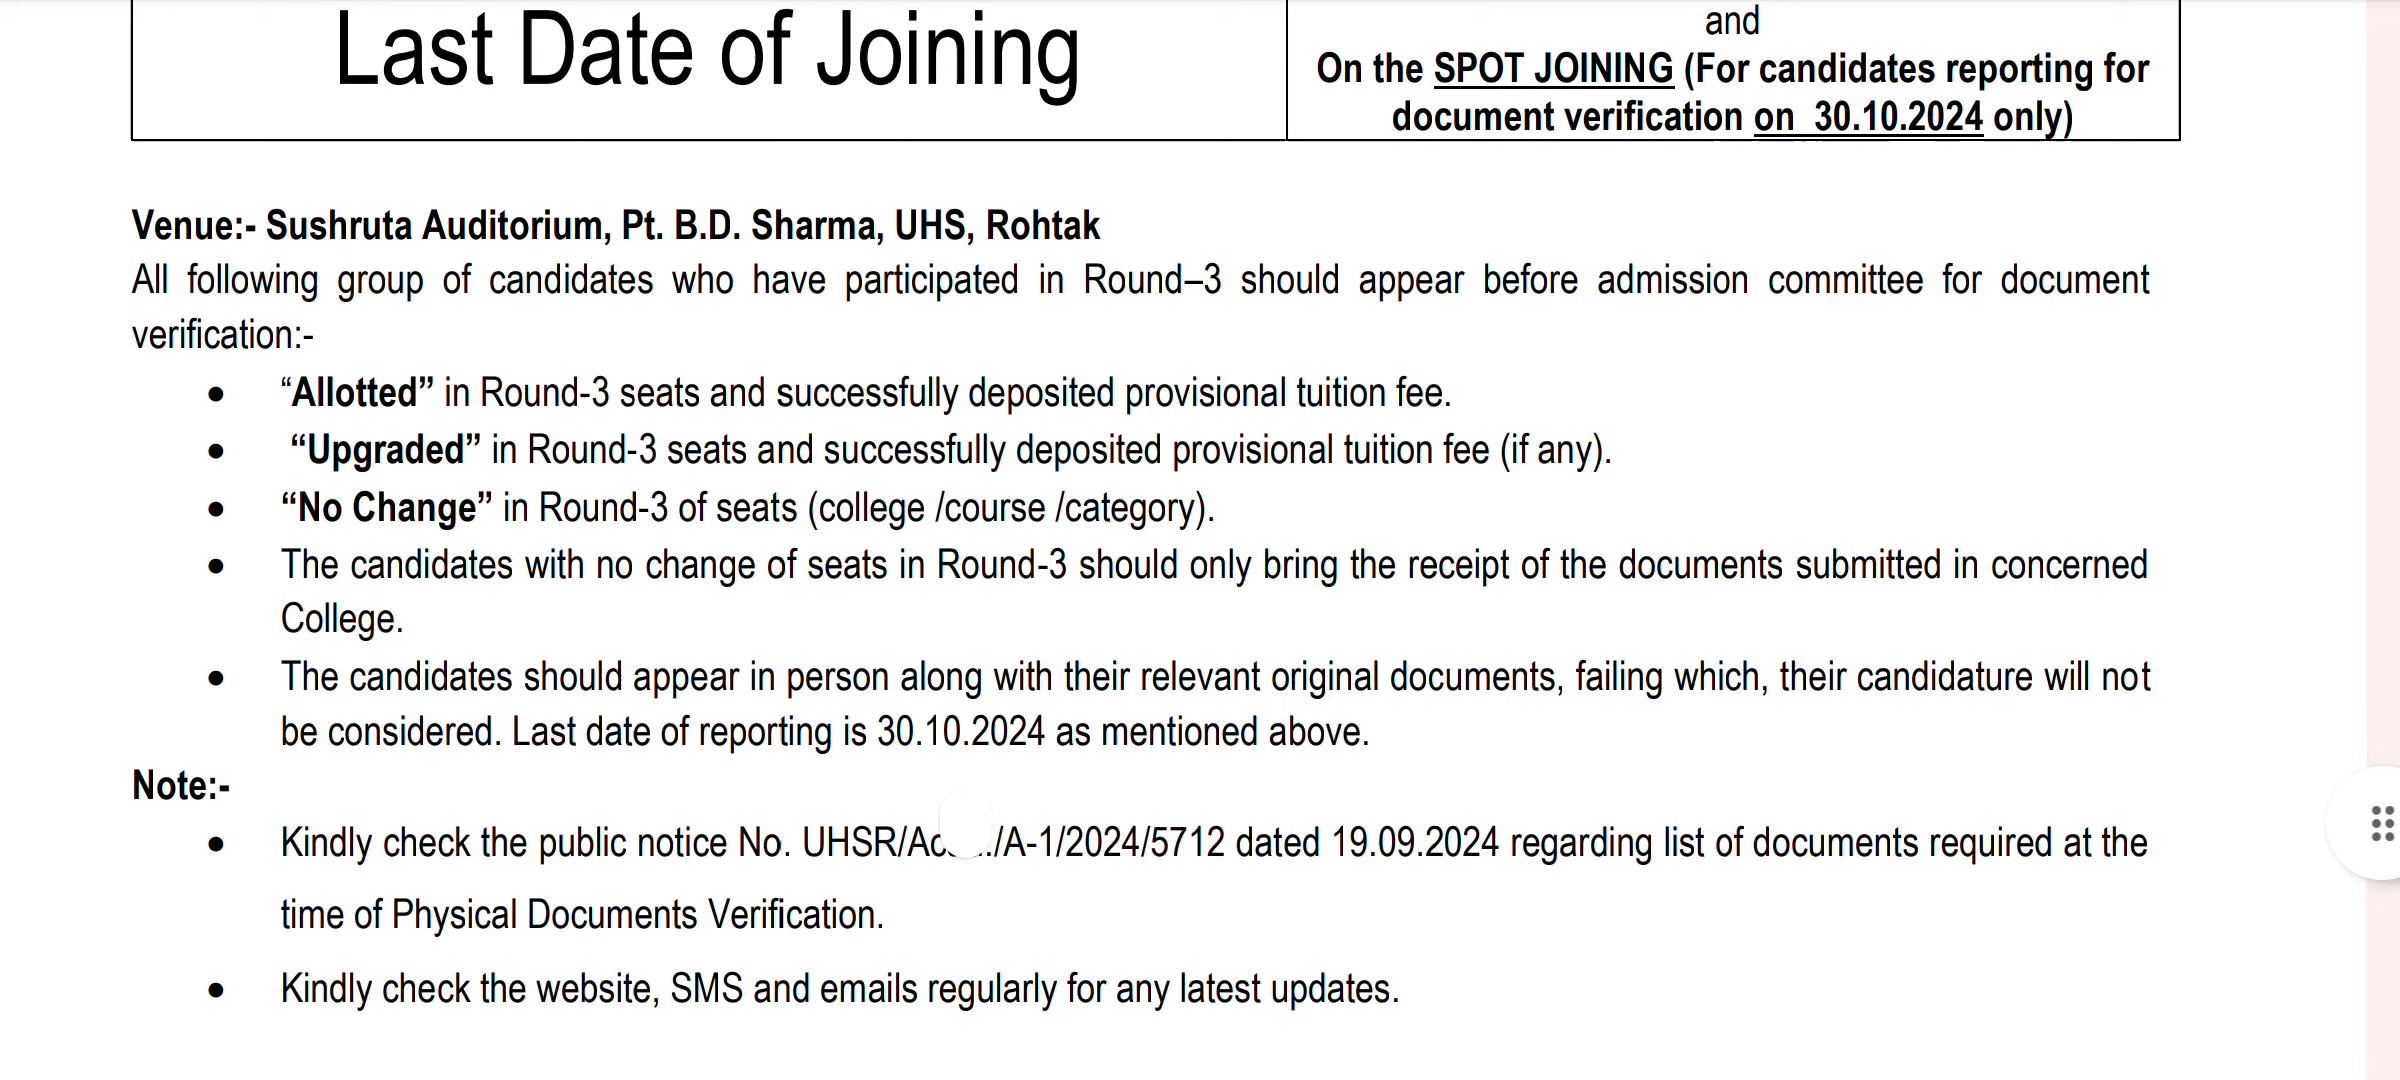 Last Date of Joining
and
On the SPOT JOINING (For candidates reporting for
document verification on 30.10.2024 only)
Venue:- Sushruta Auditorium, Pt. B.D. Sharma, UHS, Rohtak
All following group of candidates who have participated in Round–3 should appear before admission committee for document
verification:-
• “Allotted” in Round-3 seats and successfully deposited provisional tuition fee.
• “Upgraded” in Round-3 seats and successfully deposited provisional tuition fee (if any).
• “No Change” in Round-3 of seats (college /course /category).
• The candidates with no change of seats in Round-3 should only bring the receipt of the documents submitted in concerned
College.
• The candidates should appear in person along with their relevant original documents, failing which, their candidature will not
be considered. Last date of reporting is 30.10.2024 as mentioned above.
Note:-
• Kindly check the public notice No. /A-1/2024/5712 dated 19.09.2024 regarding list of documents required at the
time of Physical Documents Verification.
• Kindly check the website, SMS and emails regularly for any latest updates.